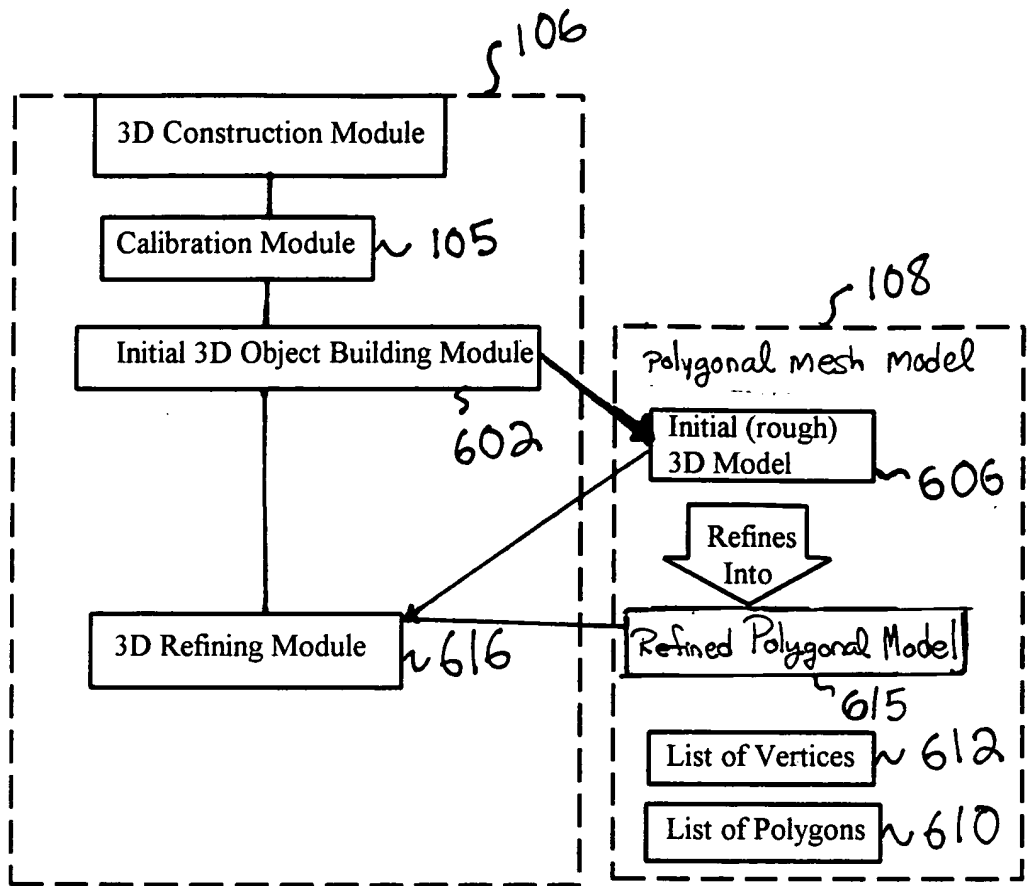 106
3D Construction Module
Calibration Module
105
108
Initial 3D Object Building Module
602
polygonal mesh model
Initial (rough)
3D Model
606
Refines
Into
3D Refining Module
616
Refined Polygonal Model
615
List of Vertices
612
List of Polygons
610